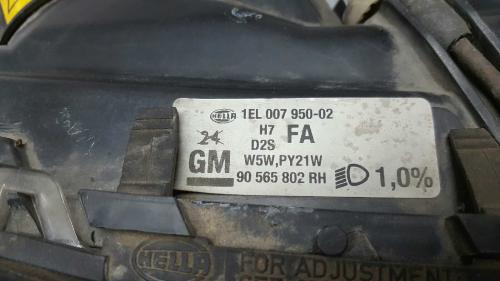 HELLA 1EL 007 950-02
24 H7 FA
D2S
GM W5W,PY21W
90 565 802 RH 1,0%
HELLA FOR ADJUSTMENT